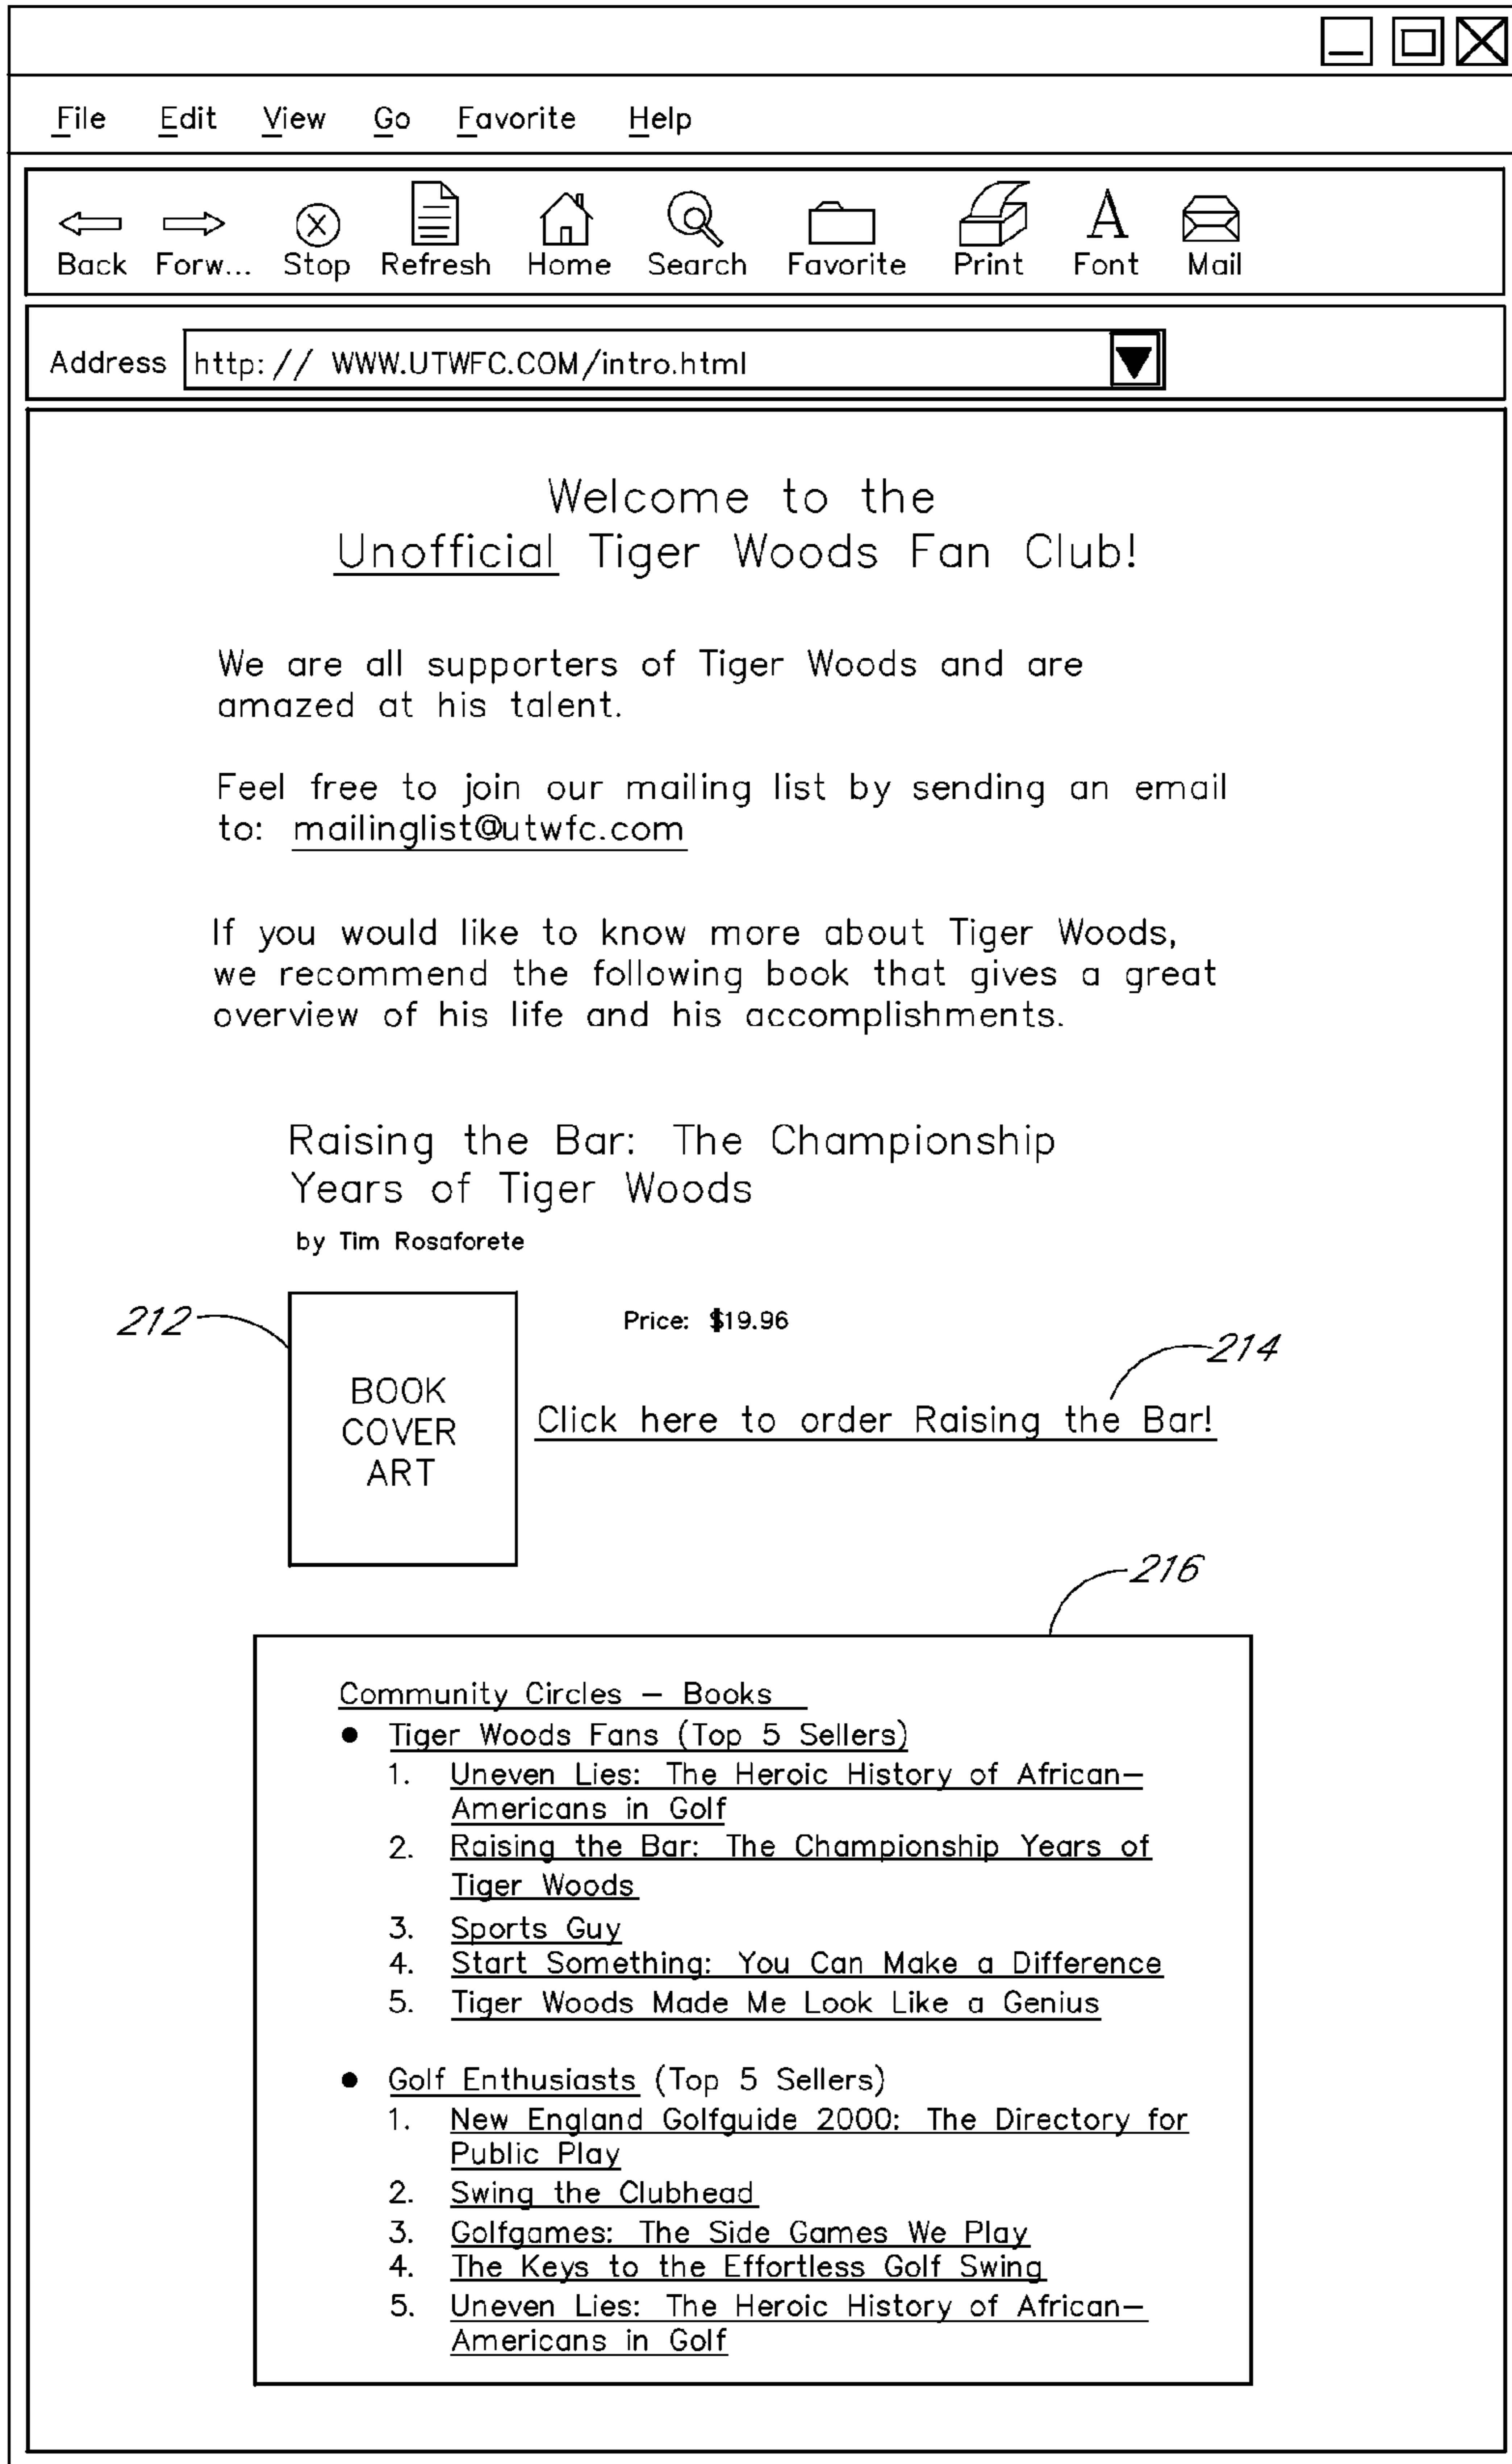 File Edit View Go Favorite Help
Back Forw... Stop Refresh Home Search Favorite Print Font Mail
Address http: // WWW.UTWFC.COM/intro.html
Welcome to the
Unofficial Tiger Woods Fan Club!
We are all supporters of Tiger Woods and are
amazed at his talent.
Feel free to join our mailing list by sending an email
to: mailinglist@utwfc.com
If you would like to know more about Tiger Woods,
we recommend the following book that gives a great
overview of his life and his accomplishments.
Raising the Bar: The Championship
Years of Tiger Woods
by Tim Rosaforete
212
Price: $19.96
214
BOOK
COVER
ART
Click here to order Raising the Bar!
216
Community Circles – Books
● Tiger Woods Fans (Top 5 Sellers)
1. Uneven Lies: The Heroic History of African–
Americans in Golf
2. Raising the Bar: The Championship Years of
Tiger Woods
3. Sports Guy
4. Start Something: You Can Make a Difference
5. Tiger Woods Made Me Look Like a Genius
● Golf Enthusiasts (Top 5 Sellers)
1. New England Golfguide 2000: The Directory for
Public Play
2. Swing the Clubhead
3. Golfgames: The Side Games We Play
4. The Keys to the Effortless Golf Swing
5. Uneven Lies: The Heroic History of African–
Americans in Golf